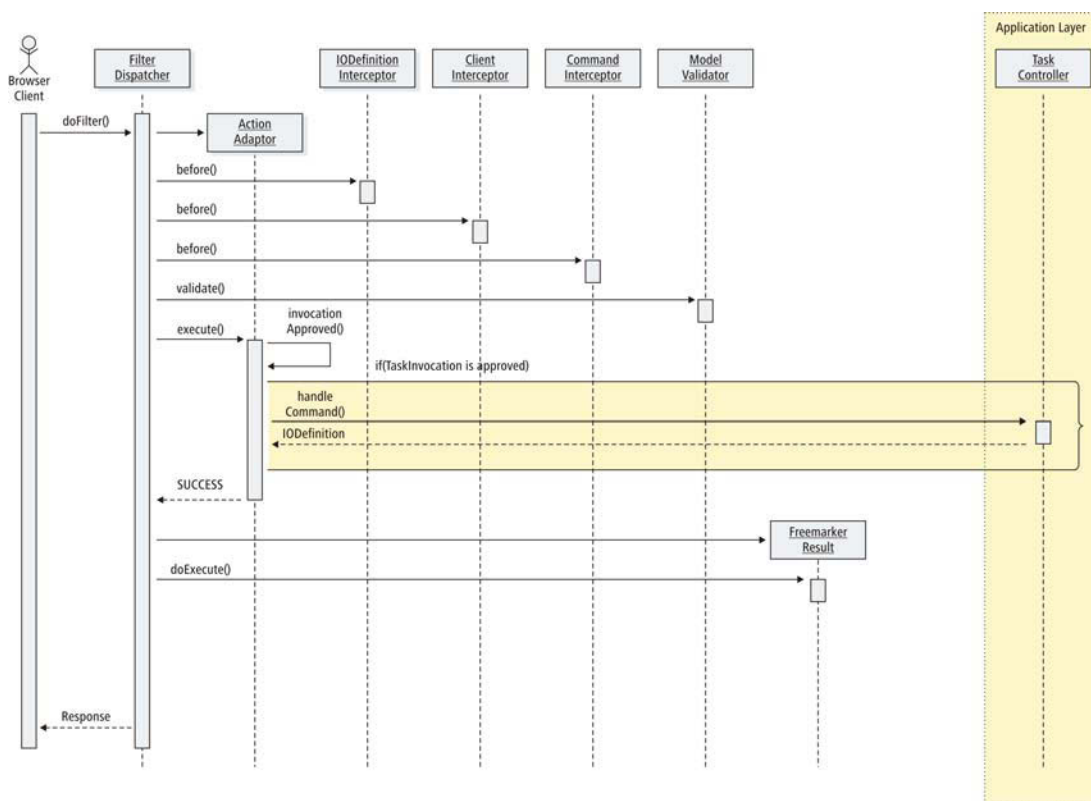 Application Layer
Browser
Client
Filter
Dispatcher
IODefinition
Interceptor
Client
Interceptor
Command
Interceptor
Model
Validator
Task
Controller
doFilter()
Action
Adaptor
before()
before()
before()
validate()
execute()
invocation
Approved()
if(TaskInvocation is approved)
handle
Command()
IODefinition
SUCCESS
Freemarker
Result
doExecute()
Response